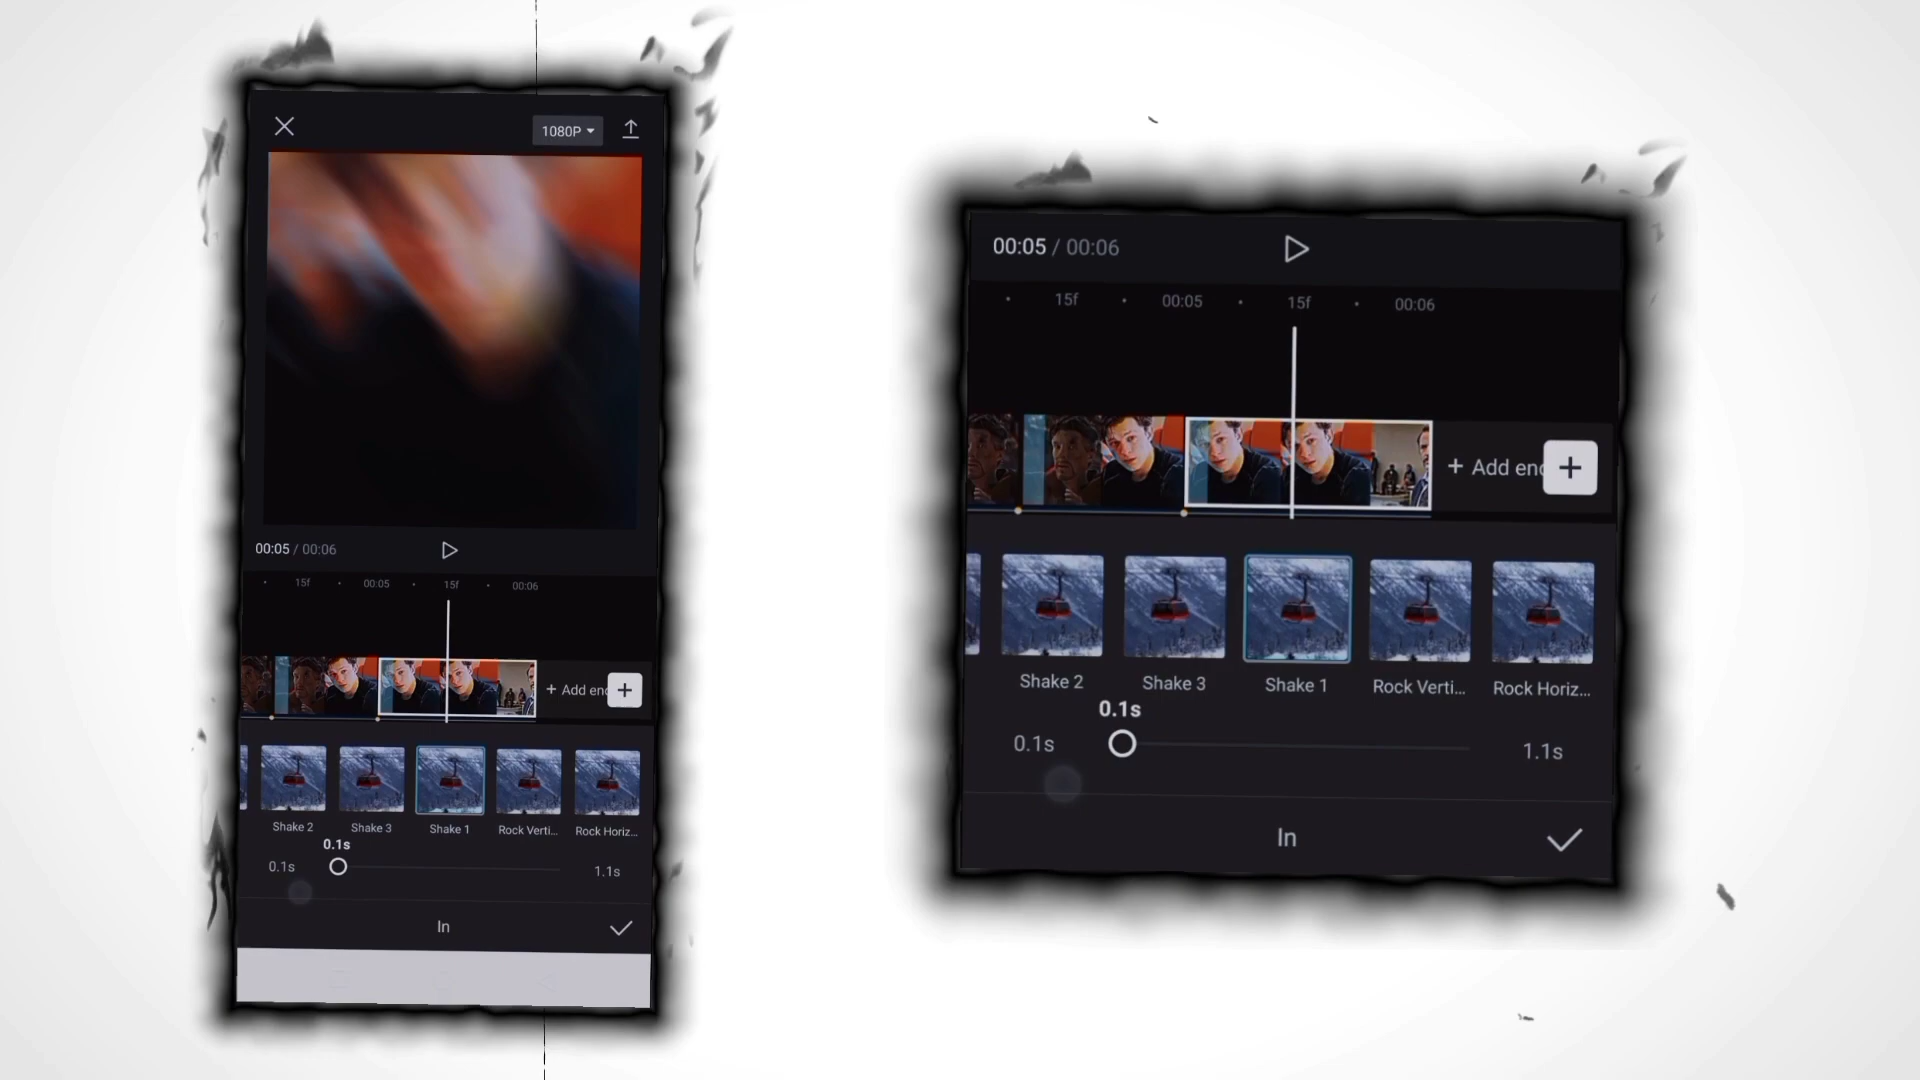 1080P
00:05 / 00:06
15f 00:05 15f 00:06
+ Add en
+
Shake 2 Shake 3 Shake 1 Rock Verti... Rock Horiz...
0.1s
0.1s 1.1s
In
00:05 / 00:06
15f 00:05 15f 00:06
+ Add en
+
Shake 2 Shake 3 Shake 1 Rock Verti... Rock Horiz...
0.1s
0.1s 1.1s
In